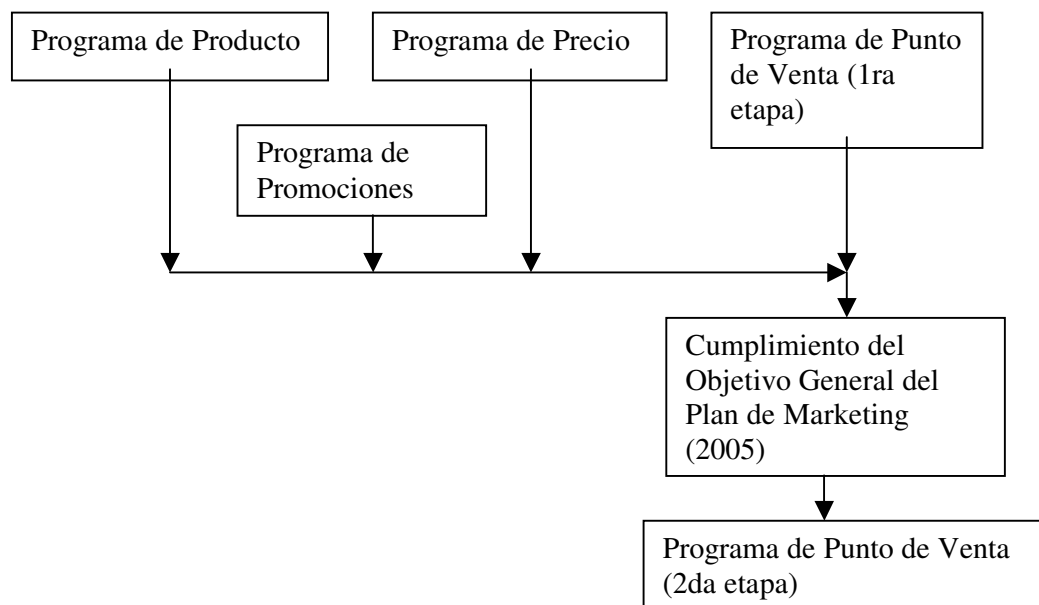 Programa de Producto
Programa de Precio
Programa de Punto
de Venta (1ra
etapa)
Programa de
Promociones
Cumplimiento del
Objetivo General del
Plan de Marketing
(2005)
Programa de Punto de Venta
(2da etapa)